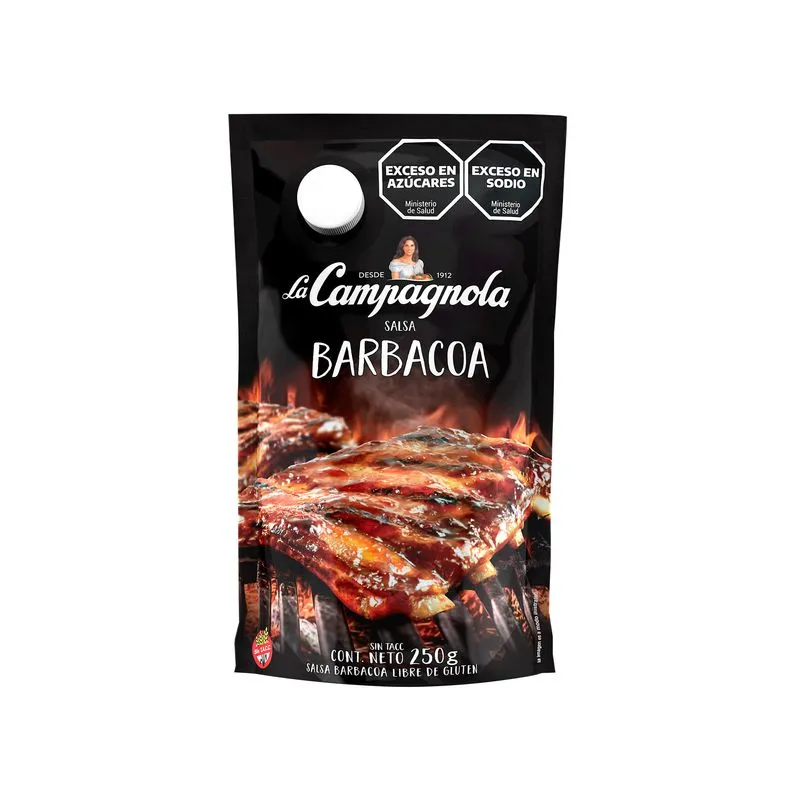 EXCESO EN
AZÚCARES
Ministerio
de Salud
EXCESO EN
SODIO
Ministerio
de Salud
DESDE 1912
La Campagnola
SALSA
BARBACOA
SIN TACC
CONT. NETO 250g
SALSA BARBACOA LIBRE DE GLUTEN
Sin T.A.C.C.